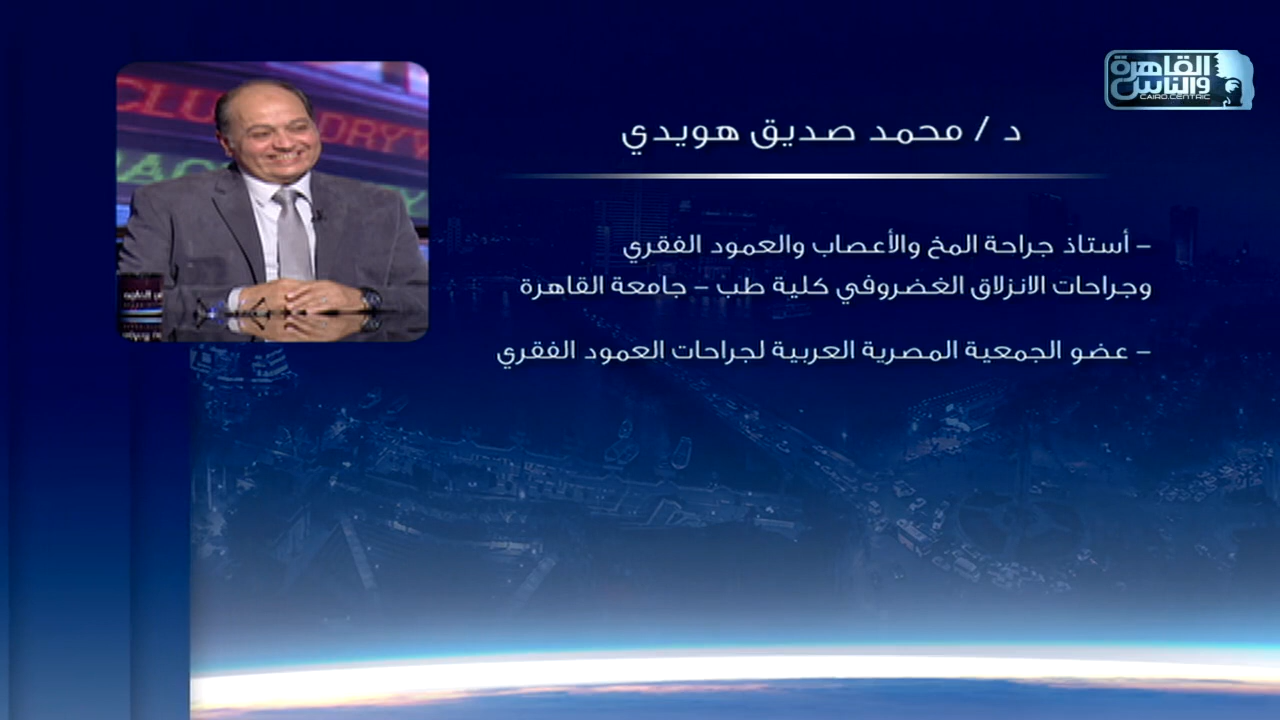 القاهرة
والناس
CAIRO.CENTRIC
د / محمد صديق هويدي
– أستاذ جراحة المخ والأعصاب والعمود الفقري
وجراحات الانزلاق الغضروفي كلية طب – جامعة القاهرة
– عضو الجمعية المصرية العربية لجراحات العمود الفقري